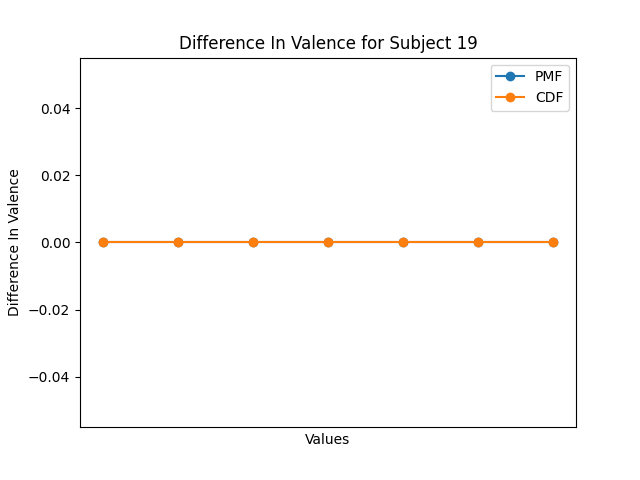 Difference In Valence for Subject 19
PMF
CDF
0.04
0.02
0.00
−0.02
−0.04
Difference In Valence
Values